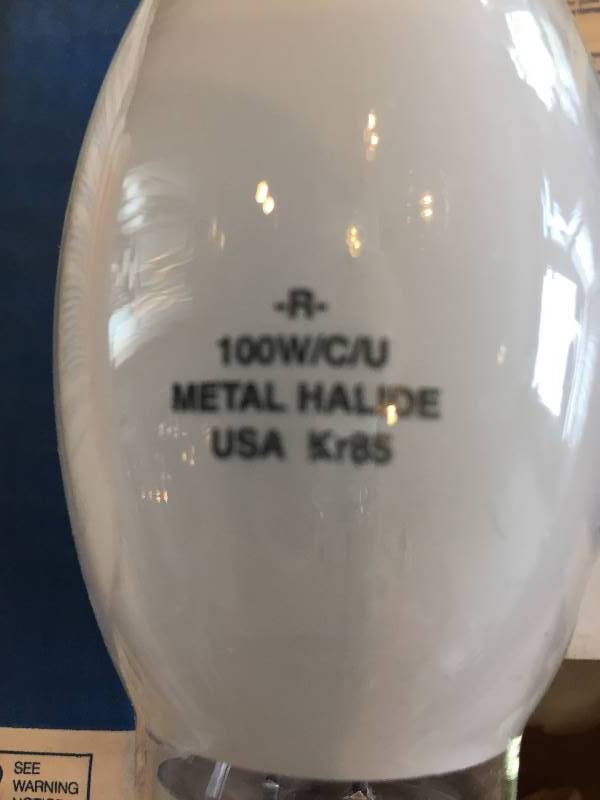 -R-
100W/C/U
METAL HALIDE
USA Kr85
SEE
WARNING